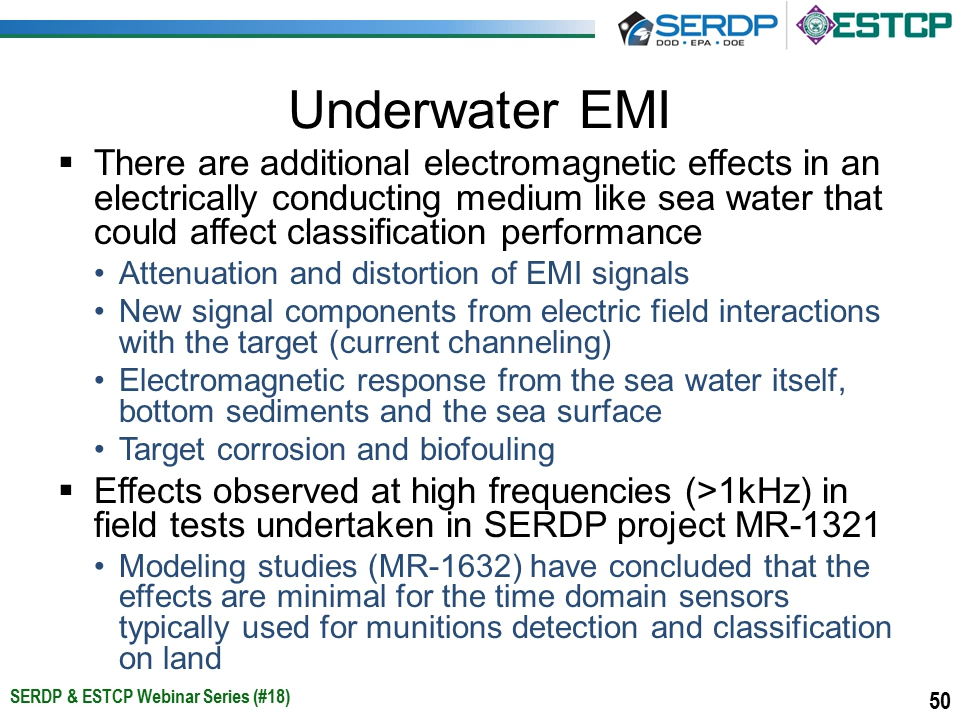 SERDP
DOD • EPA • DOE
ESTCP
Underwater EMI
▪ There are additional electromagnetic effects in an
electrically conducting medium like sea water that
could affect classification performance
• Attenuation and distortion of EMI signals
• New signal components from electric field interactions
with the target (current channeling)
• Electromagnetic response from the sea water itself,
bottom sediments and the sea surface
• Target corrosion and biofouling
▪ Effects observed at high frequencies (>1kHz) in
field tests undertaken in SERDP project MR-1321
• Modeling studies (MR-1632) have concluded that the
effects are minimal for the time domain sensors
typically used for munitions detection and classification
on land
SERDP & ESTCP Webinar Series (#18)
50